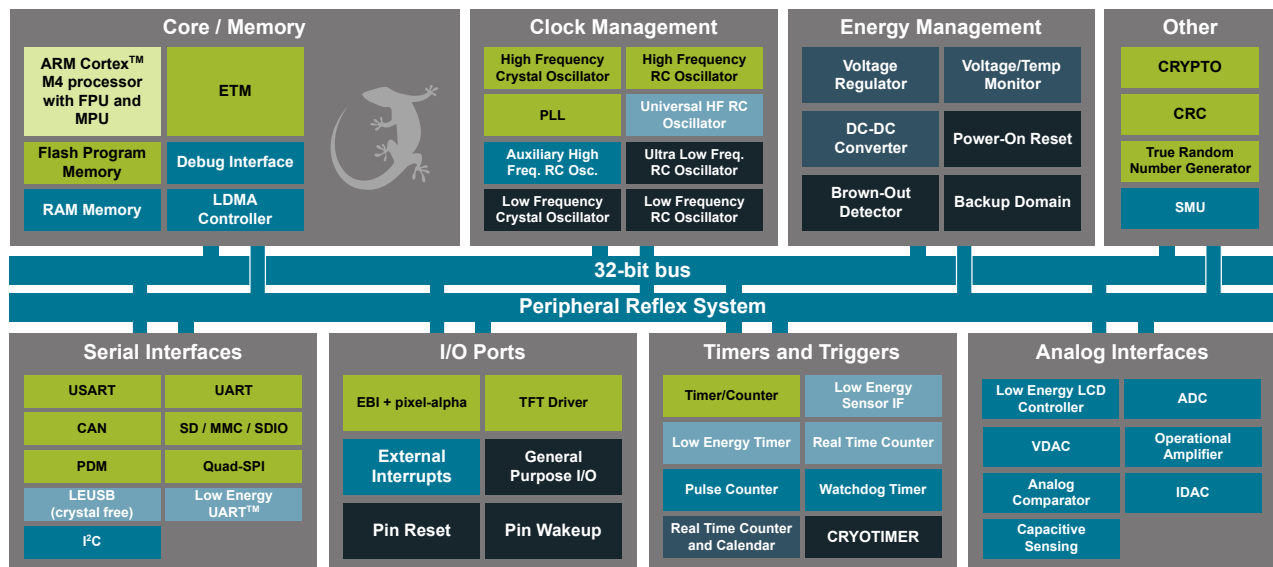 Core / Memory
ARM Cortex™
M4 processor
with FPU and
MPU
ETM
Flash Program
Memory
Debug Interface
RAM Memory
LDMA
Controller
Clock Management
High Frequency
Crystal Oscillator
High Frequency
RC Oscillator
PLL
Universal HF RC
Oscillator
Auxiliary High
Freq. RC Osc.
Ultra Low Freq.
RC Oscillator
Low Frequency
Crystal Oscillator
Low Frequency
RC Oscillator
Energy Management
Voltage
Regulator
Voltage/Temp
Monitor
DC-DC
Converter
Power-On Reset
Brown-Out
Detector
Backup Domain
Other
CRYPTO
CRC
True Random
Number Generator
SMU
32-bit bus
Peripheral Reflex System
Serial Interfaces
USART
UART
CAN
SD / MMC / SDIO
PDM
Quad-SPI
LEUSB
(crystal free)
Low Energy
UART™
I²C
I/O Ports
EBI + pixel-alpha
TFT Driver
External
Interrupts
General
Purpose I/O
Pin Reset
Pin Wakeup
Timers and Triggers
Timer/Counter
Low Energy
Sensor IF
Low Energy Timer
Real Time Counter
Pulse Counter
Watchdog Timer
Real Time Counter
and Calendar
CRYOTIMER
Analog Interfaces
Low Energy LCD
Controller
ADC
VDAC
Operational
Amplifier
Analog
Comparator
IDAC
Capacitive
Sensing